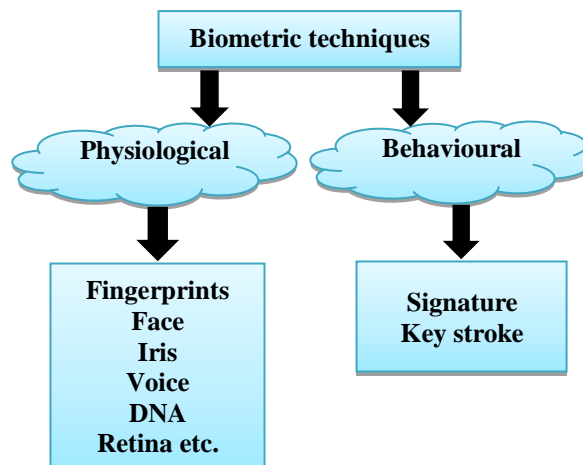 Biometric techniques
Physiological
Behavioural
Fingerprints
Face
Iris
Voice
DNA
Retina etc.
Signature
Key stroke